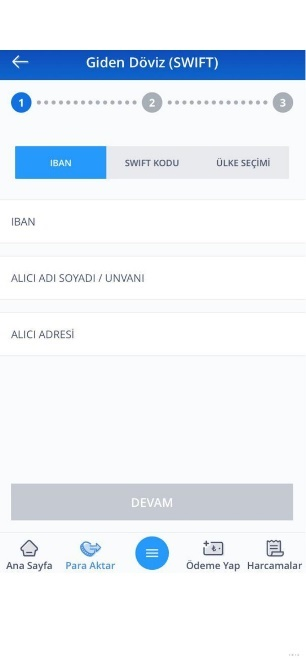 Giden Döviz (SWIFT)
1 2 3
IBAN SWIFT KODU ÜLKE SEÇİMİ
IBAN
ALICI ADI SOYADI / UNVANI
ALICI ADRESİ
DEVAM
Ana Sayfa Para Aktar Ödeme Yap Harcamalar